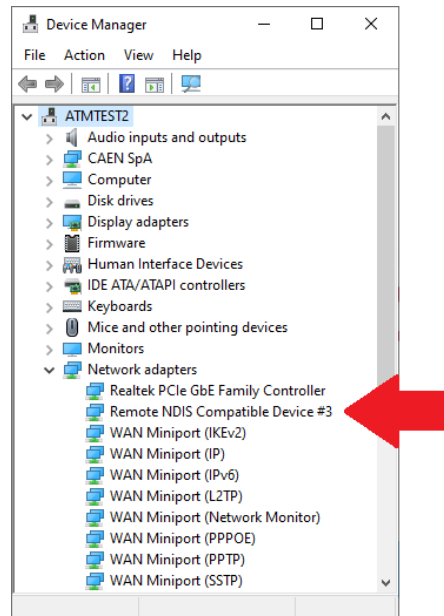 Device Manager
File Action View Help
ATMTEST2
Audio inputs and outputs
CAEN SpA
Computer
Disk drives
Display adapters
Firmware
Human Interface Devices
IDE ATA/ATAPI controllers
Keyboards
Mice and other pointing devices
Monitors
Network adapters
Realtek PCIe GbE Family Controller
Remote NDIS Compatible Device #3
WAN Miniport (IKEv2)
WAN Miniport (IP)
WAN Miniport (IPv6)
WAN Miniport (L2TP)
WAN Miniport (Network Monitor)
WAN Miniport (PPPOE)
WAN Miniport (PPTP)
WAN Miniport (SSTP)